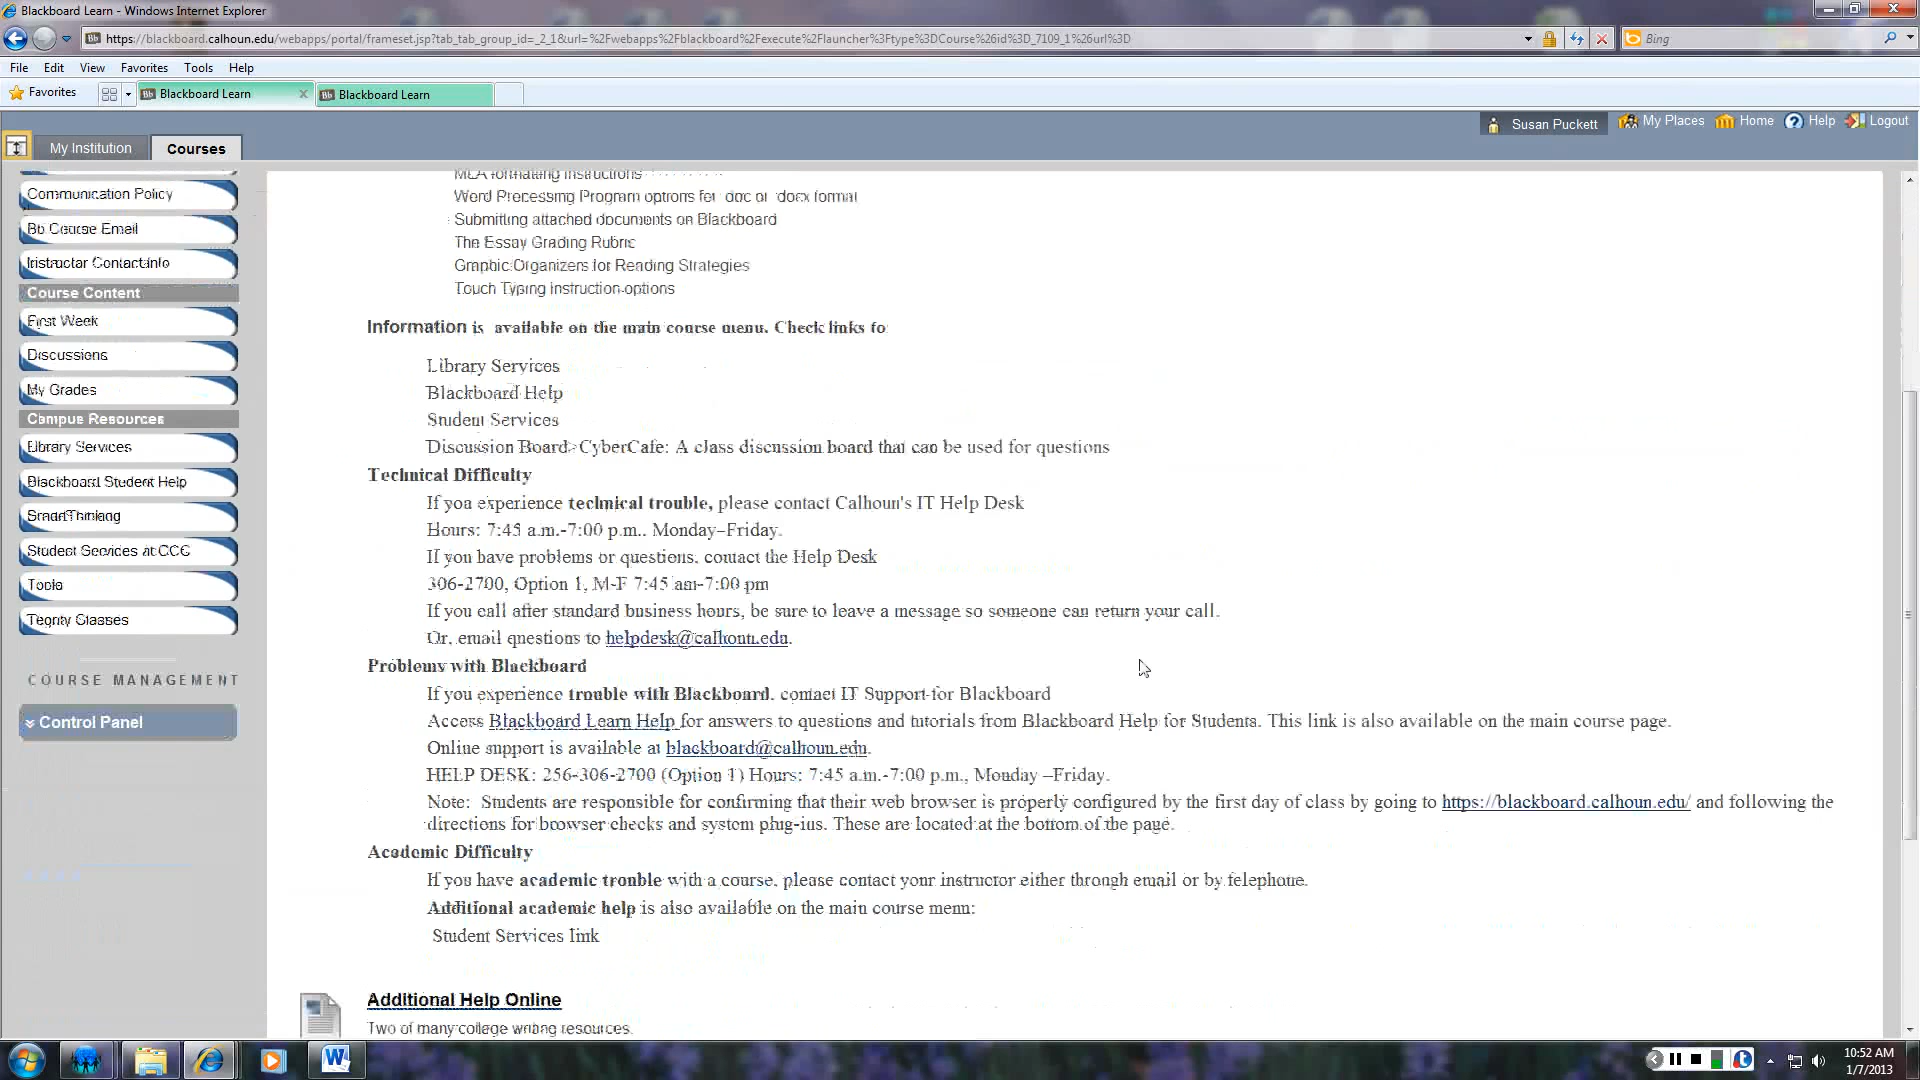 Blackboard Learn - Windows Internet Explorer
https://blackboard.calhoun.edu/webapps/portal/frameset.jsp?tab_tab_group_id=_2_1&url=%2Fwebapps%2Fblackboard%2Fexecute%2Flauncher%3Ftype%3DCourse%26id%3D_7109_1%26url%3D
Bing
File Edit View Favorites Tools Help
Favorites Blackboard Learn Blackboard Learn
Susan Puckett My Places Home Help Logout
My Institution Courses
Communication Policy
Bb Course Email
Instructor Contact Info
Course Content
First Week
Discussions
My Grades
Campus Resources
Library Services
Blackboard Student Help
SmarThinking
Student Services at CCC
Tools
Tegrity Classes
COURSE MANAGEMENT
Control Panel
MLA formatting instructions
Word Processing Program options for doc or docx format
Submitting attached documents on Blackboard
The Essay Grading Rubric
Graphic Organizers for Reading Strategies
Touch Typing instruction options
Information is available on the main course menu. Check links to:
Library Services
Blackboard Help
Student Services
Discussion Board> CyberCafe: A class discussion board that can be used for questions
Technical Difficulty
If you experience technical trouble, please contact Calhoun's IT Help Desk
Hours: 7:45 a.m.-7:00 p.m., Monday–Friday.
If you have problems or questions, contact the Help Desk
306-2700, Option 1, M-F 7:45 am-7:00 pm
If you call after standard business hours, be sure to leave a message so someone can return your call.
Or, email questions to helpdesk@calhoun.edu.
Problems with Blackboard
If you experience trouble with Blackboard, contact IT Support for Blackboard
Access Blackboard Learn Help for answers to questions and tutorials from Blackboard Help for Students. This link is also available on the main course page.
Online support is available at blackboard@calhoun.edu.
HELP DESK: 256-306-2700 (Option 1) Hours: 7:45 a.m.-7:00 p.m., Monday –Friday.
Note: Students are responsible for confirming that their web browser is properly configured by the first day of class by going to https://blackboard.calhoun.edu/ and following the
directions for browser checks and system plug-ins. These are located at the bottom of the page.
Academic Difficulty
If you have academic trouble with a course, please contact your instructor either through email or by telephone.
Additional academic help is also available on the main course menu:
Student Services link
Additional Help Online
Two of many college writing resources.
10:52 AM
1/7/2013